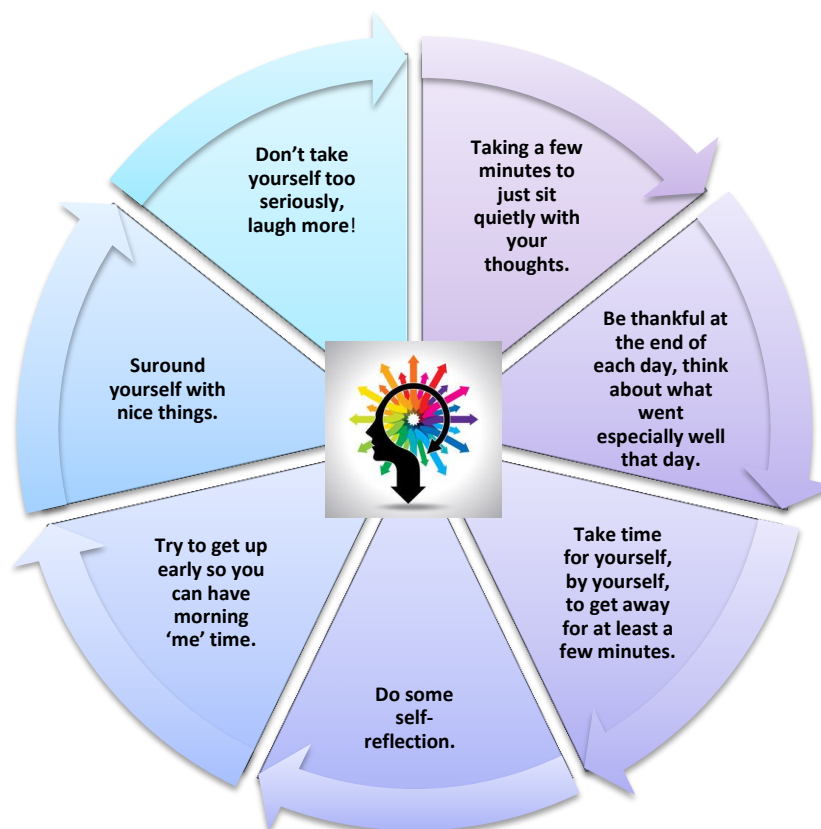 Taking a few
minutes to
just sit
quietly with
your
thoughts.
Be thankful at
the end of
each day, think
about what
went
especially well
that day.
Take time
for yourself,
by yourself,
to get away
for at least a
few minutes.
Do some
self-
reflection.
Try to get up
early so you
can have
morning
‘me’ time.
Suround
yourself with
nice things.
Don’t take
yourself too
seriously,
laugh more!